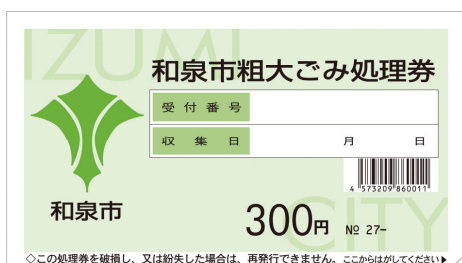 IZUMI
和泉市粗大ごみ処理券
受付番号
収集日 月 日
4 573209 860011
和泉市
300円 № 27-
CITY
◇この処理券を破損し、又は紛失した場合は、再発行できません。ここからはがしてください▶